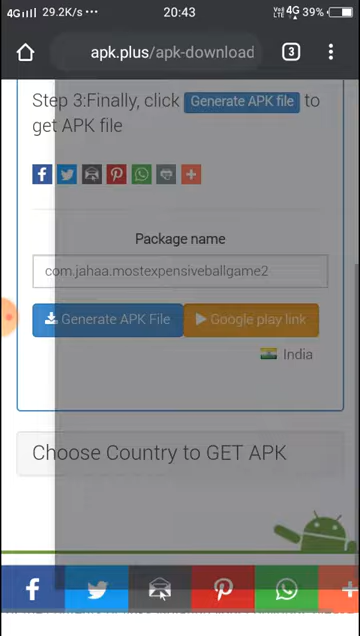 4G 29.2K/s ••• 20:43 VoLTE 4G 39%
apk.plus/apk-download 3
Step 3:Finally, click Generate APK file to
get APK file
Package name
com.jahaa.mostexpensiveballgame2
Generate APK File Google play link
India
Choose Country to GET APK